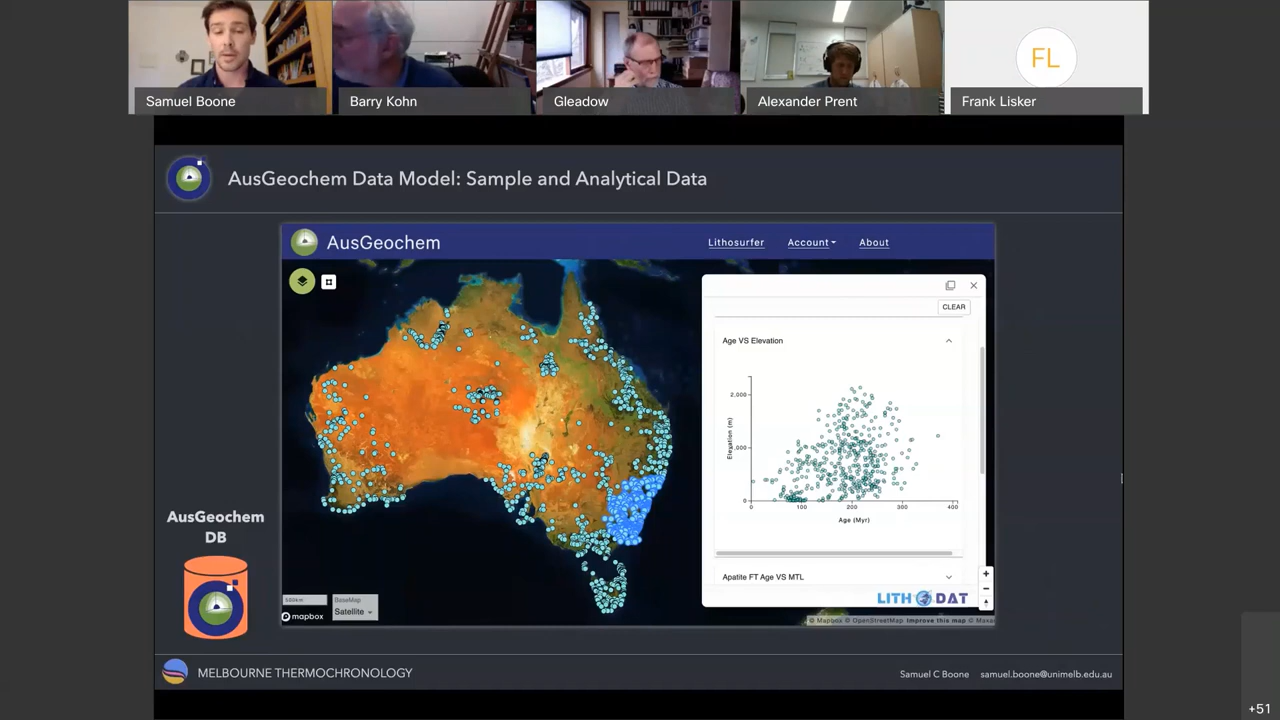 Samuel Boone
Barry Kohn
Gleadow
Alexander Prent
FL
Frank Lisker
AusGeochem Data Model: Sample and Analytical Data
AusGeochem
Lithosurfer
Account
About
CLEAR
Age VS Elevation
2,000
,000
0
Elevation (m)
0
100
200
300
400
Age (Myr)
Apatite FT Age VS MTL
LITHODAT
AusGeochem
DB
BaseMap
Satellite
mapbox
© Mapbox © OpenStreetMap Improve this map
MELBOURNE THERMOCHRONOLOGY
Samuel C Boone
samuel.boone@unimelb.edu.au
+51